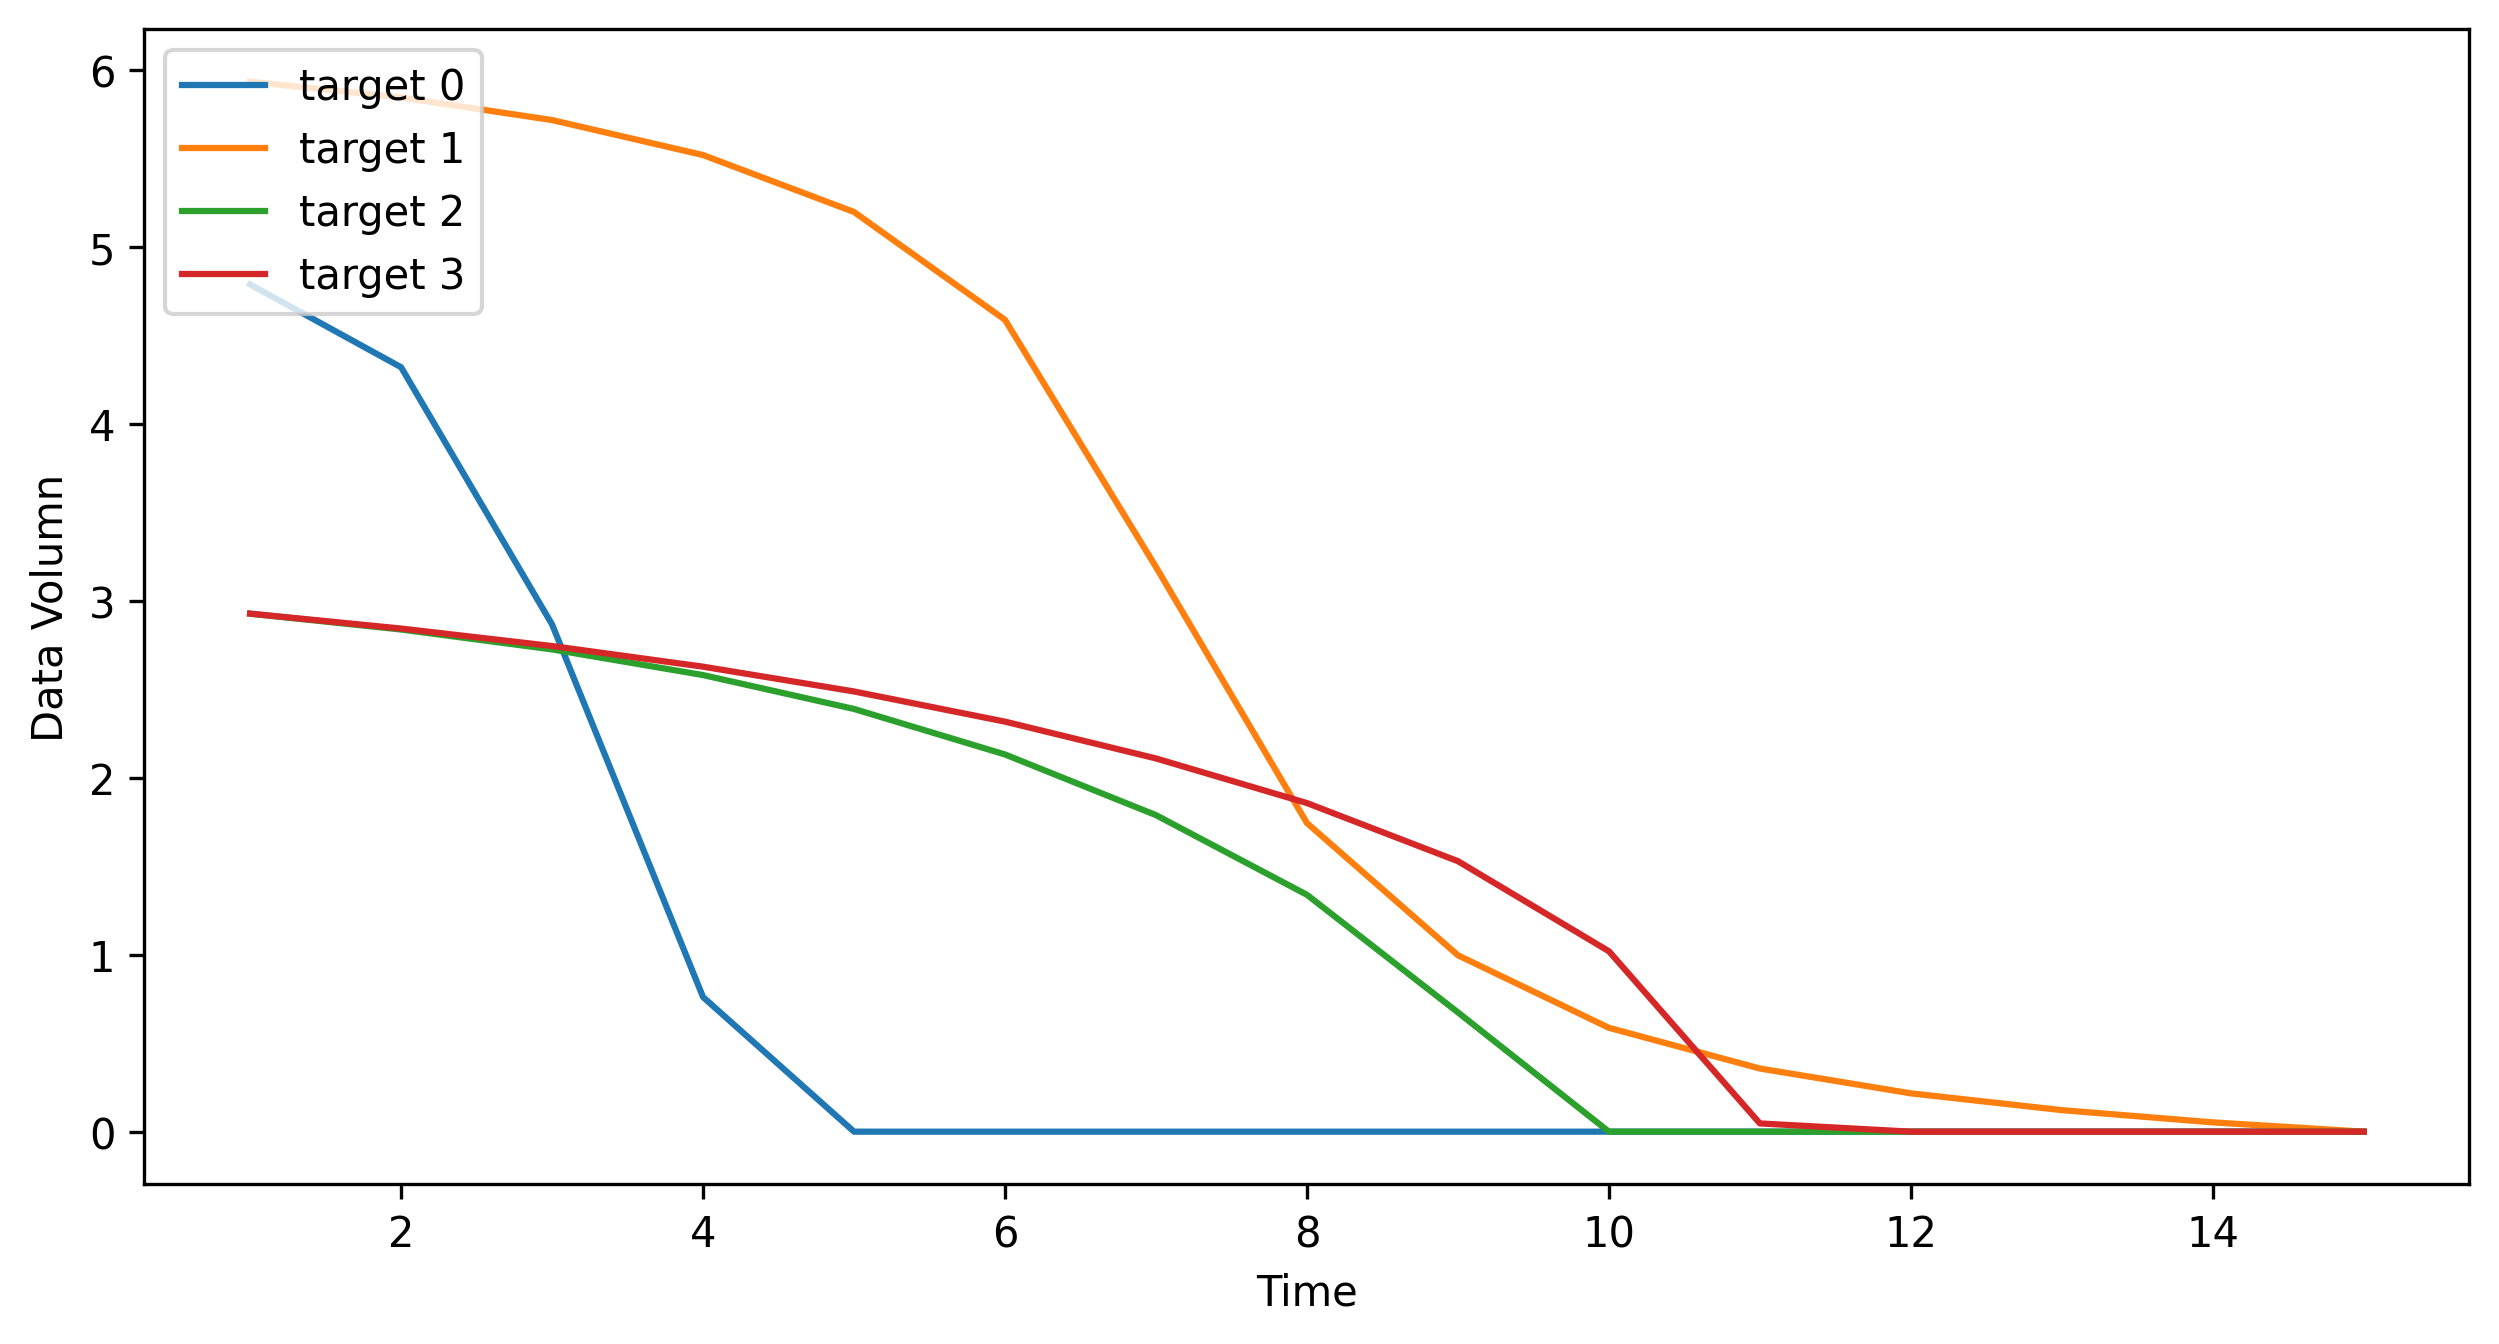 target 0
target 1
target 2
target 3
6
5
4
3
2
1
0
Data Volumn
2 4 6 8 10 12 14
Time